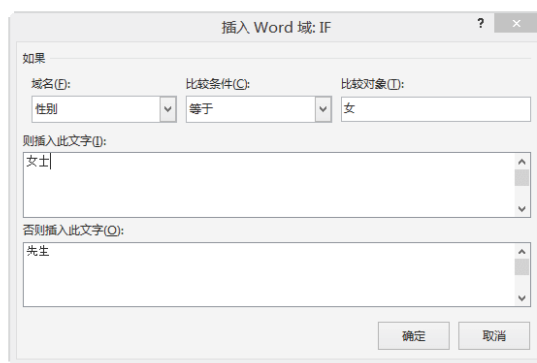 插入 Word 域: IF
?
如果
域名(F): 比较条件(C): 比较对象(T):
性别 等于 女
则插入此文字(I):
女士
否则插入此文字(O):
先生
确定 取消